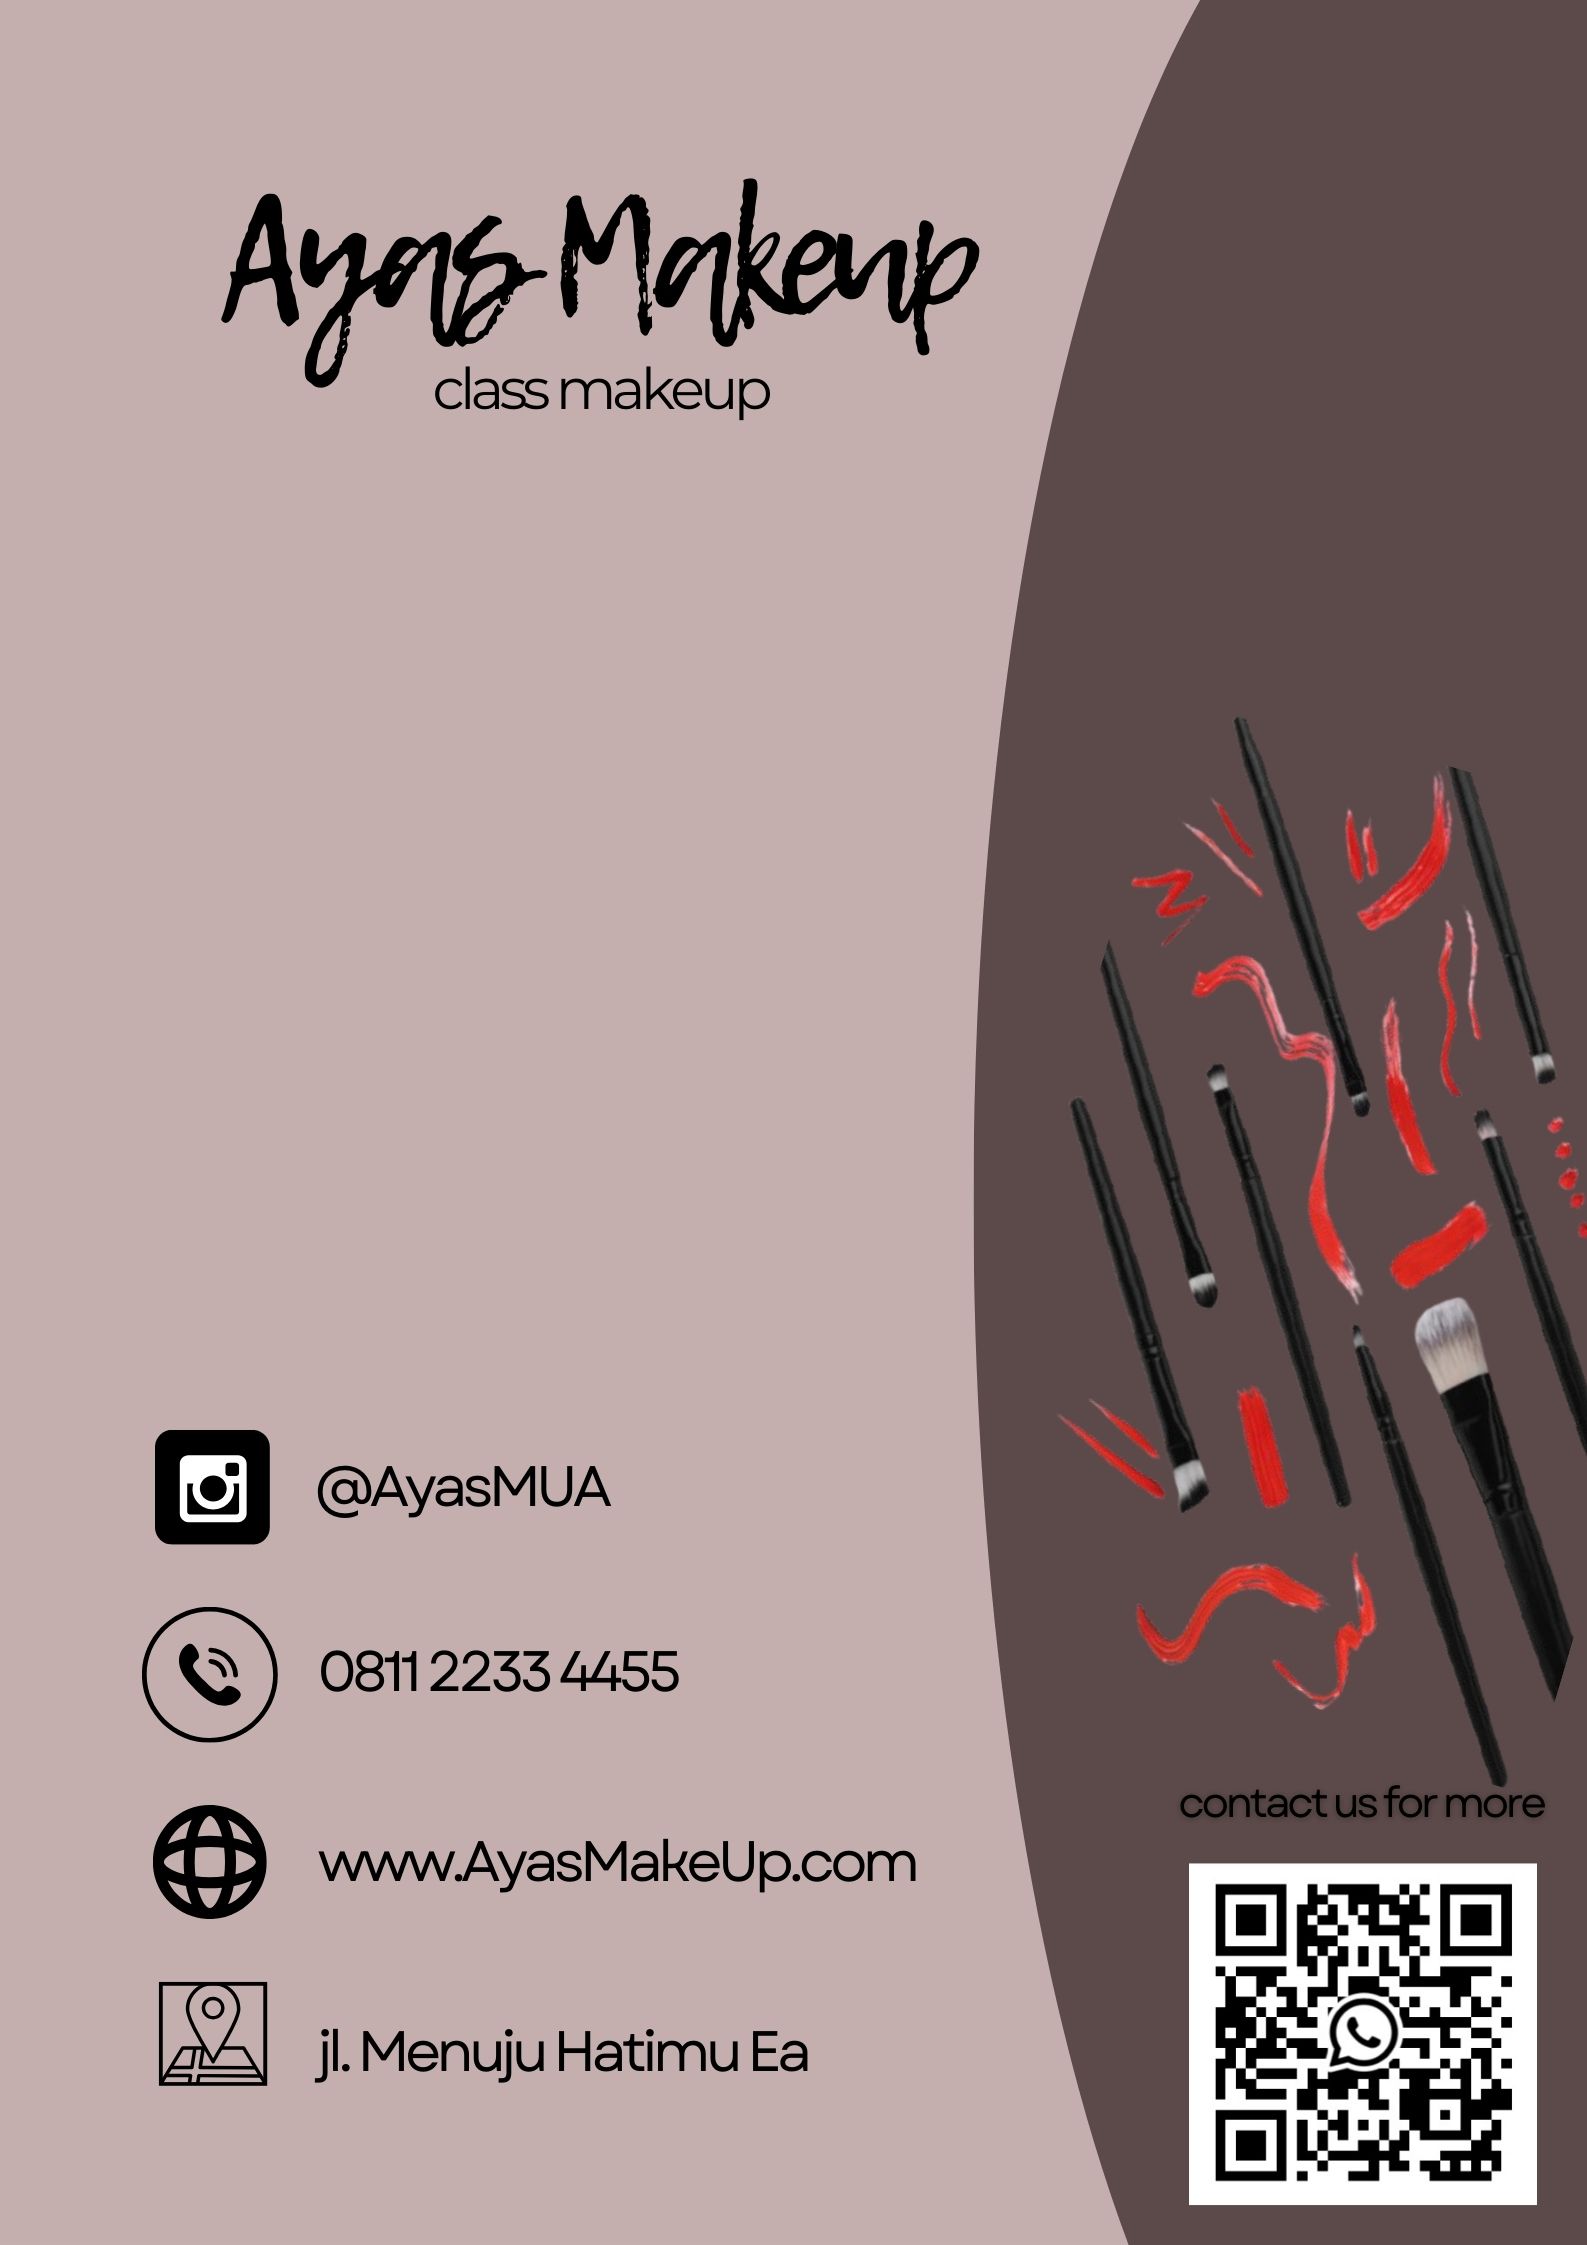 Ayas Makeup
class makeup
@AyasMUA
0811 2233 4455
www.AyasMakeUp.com
jl. Menuju Hatimu Ea
contact us for more